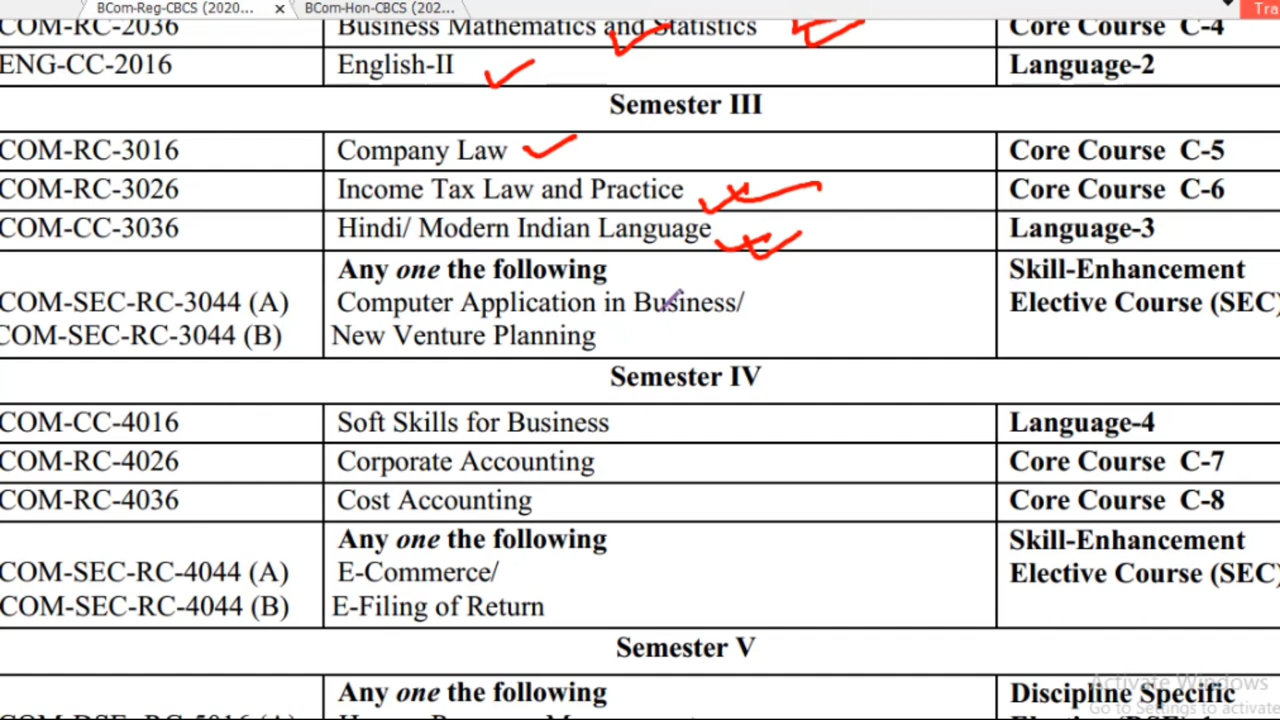 BCom-Reg-CBCS (2020... × BCom-Hon-CBCS (202... Tra
COM-RC-2036 Business Mathematics and Statistics Core Course C-4
ENG-CC-2016 English-II Language-2
Semester III
COM-RC-3016 Company Law Core Course C-5
COM-RC-3026 Income Tax Law and Practice Core Course C-6
COM-CC-3036 Hindi/ Modern Indian Language Language-3
Any one the following Skill-Enhancement
COM-SEC-RC-3044 (A) Computer Application in Business/ Elective Course (SEC)
COM-SEC-RC-3044 (B) New Venture Planning
Semester IV
COM-CC-4016 Soft Skills for Business Language-4
COM-RC-4026 Corporate Accounting Core Course C-7
COM-RC-4036 Cost Accounting Core Course C-8
Any one the following Skill-Enhancement
COM-SEC-RC-4044 (A) E-Commerce/ Elective Course (SEC)
COM-SEC-RC-4044 (B) E-Filing of Return
Semester V
Activate Windows
Any one the following Discipline Specific
Go to Settings to activate